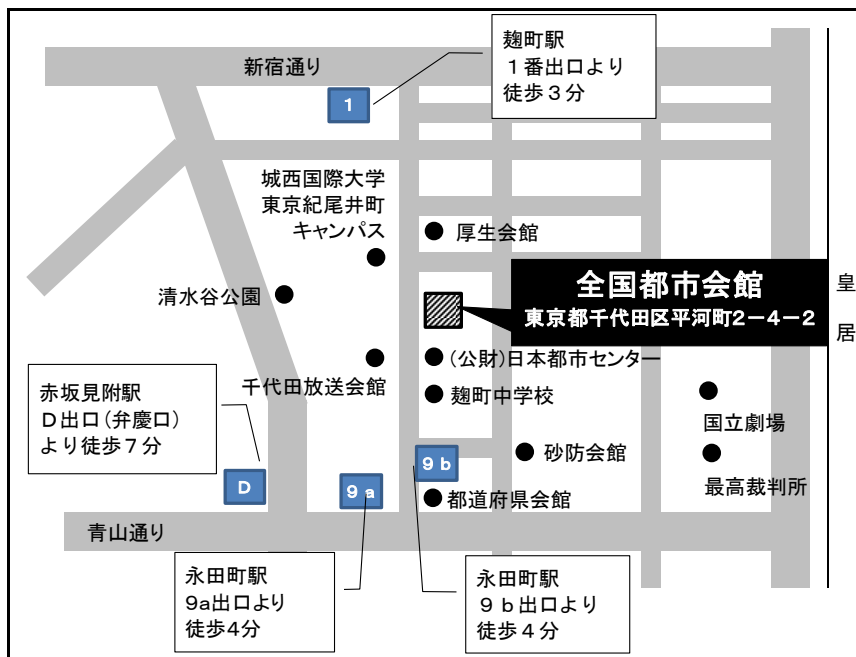 麹町駅
１番出口より
徒歩３分
新宿通り
1
城西国際大学
東京紀尾井町
キャンパス
厚生会館
清水谷公園
全国都市会館
東京都千代田区平河町２－４－２
皇
居
(公財)日本都市センター
千代田放送会館
麹町中学校
赤坂見附駅
Ｄ出口（弁慶口）
より徒歩７分
国立劇場
９ｂ
砂防会館
D
９a
都道府県会館
最高裁判所
青山通り
永田町駅
9a出口より
徒歩4分
永田町駅
９ｂ出口より
徒歩４分